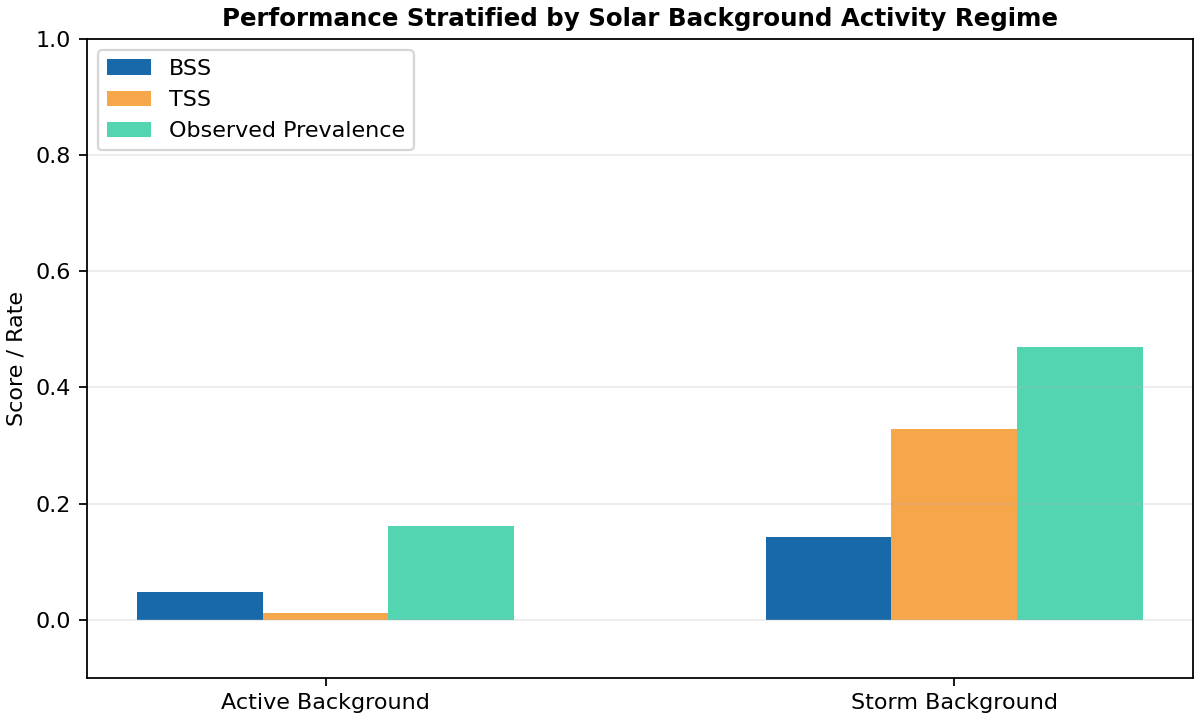 Performance Stratified by Solar Background Activity Regime
BSS
TSS
Observed Prevalence
Score / Rate
1.0
0.8
0.6
0.4
0.2
0.0
Active Background
Storm Background